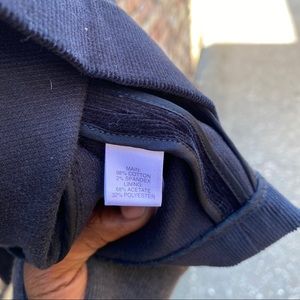 MAIN
98% COTTON
2% SPANDEX
LINING
68% ACETATE
32% POLYESTER